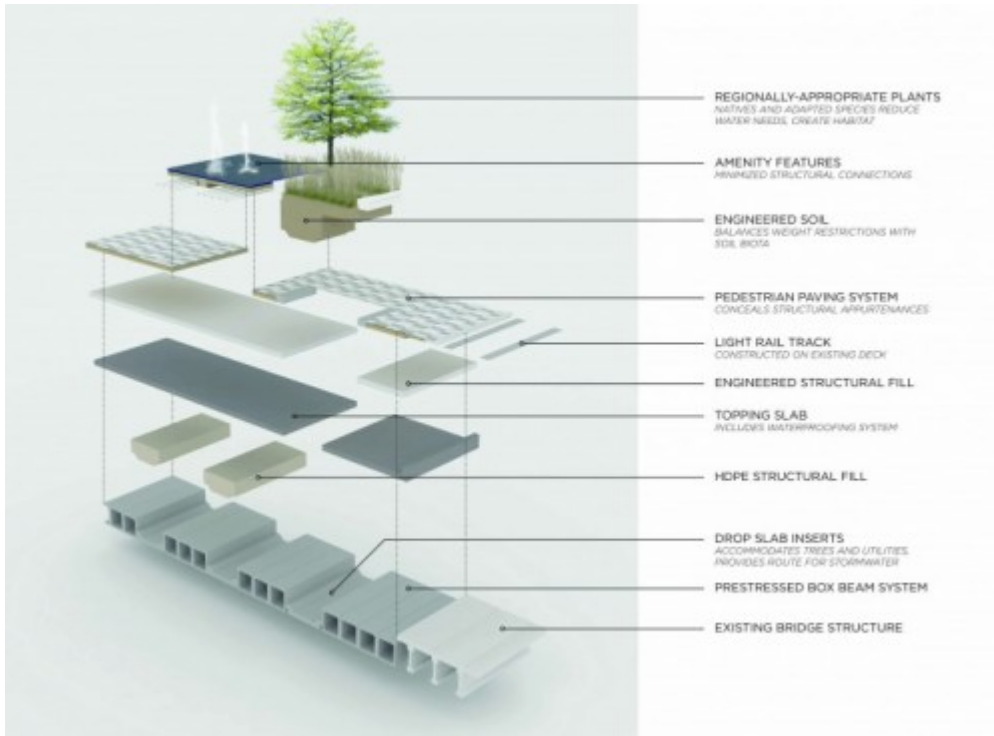 REGIONALLY-APPROPRIATE PLANTS
NATIVES AND ADAPTED SPECIES REDUCE
WATER NEEDS, CREATE HABITAT
AMENITY FEATURES
MINIMIZED STRUCTURAL CONNECTIONS
ENGINEERED SOIL
BALANCES WEIGHT RESTRICTIONS WITH
SOIL BIOTA
PEDESTRIAN PAVING SYSTEM
CONCEALS STRUCTURAL APPURTENANCES
LIGHT RAIL TRACK
CONSTRUCTED ON EXISTING DECK
ENGINEERED STRUCTURAL FILL
TOPPING SLAB
INCLUDES WATERPROOFING SYSTEM
HDPE STRUCTURAL FILL
DROP SLAB INSERTS
ACCOMMODATES TREES AND UTILITIES,
PROVIDES ROUTE FOR STORMWATER
PRESTRESSED BOX BEAM SYSTEM
EXISTING BRIDGE STRUCTURE